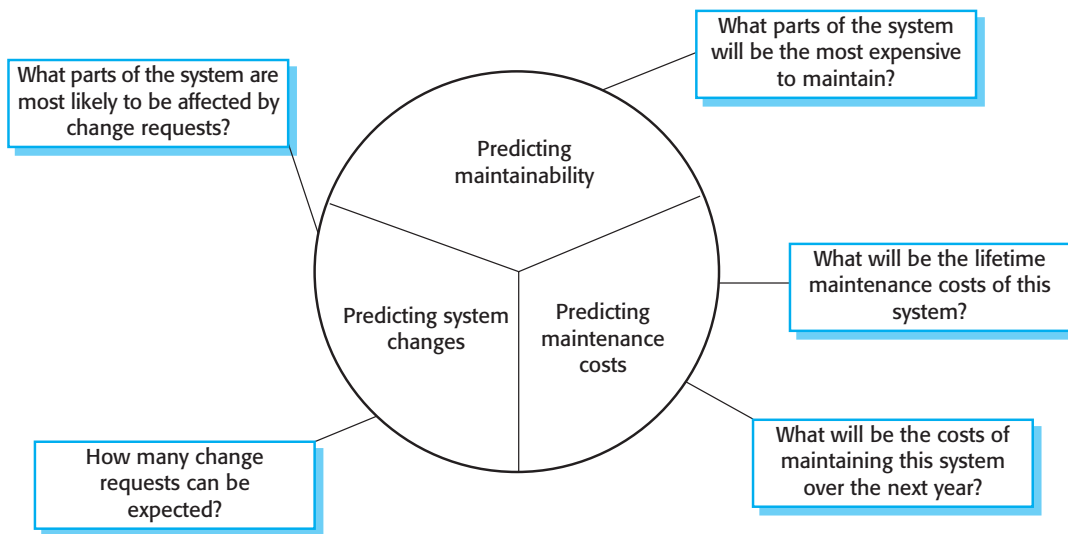 What parts of the system
will be the most expensive
to maintain?
What parts of the system are
most likely to be affected by
change requests?
Predicting
maintainability
What will be the lifetime
maintenance costs of this
system?
Predicting system
changes
Predicting
maintenance
costs
What will be the costs of
maintaining this system
over the next year?
How many change
requests can be
expected?